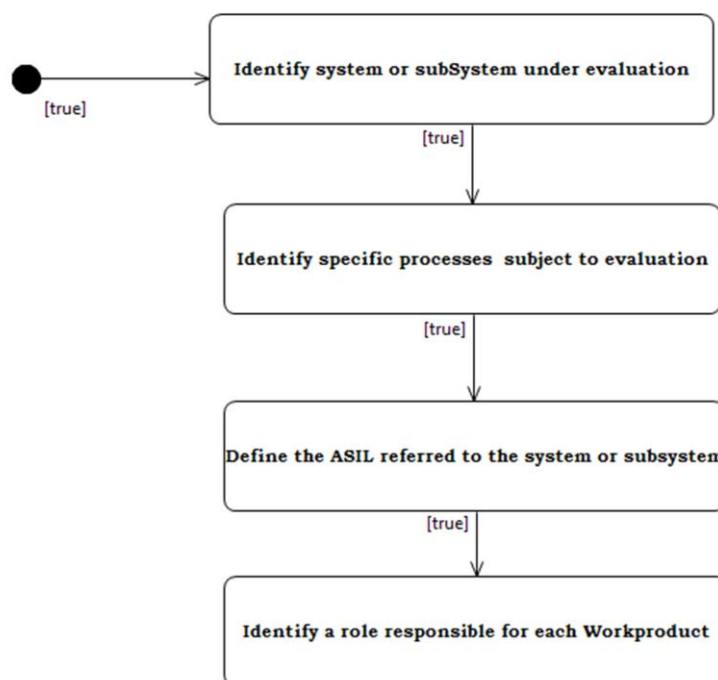 Identify system or subSystem under evaluation
[true]
[true]
Identify specific processes subject to evaluation
[true]
Define the ASIL referred to the system or subsystem
[true]
Identify a role responsible for each Workproduct